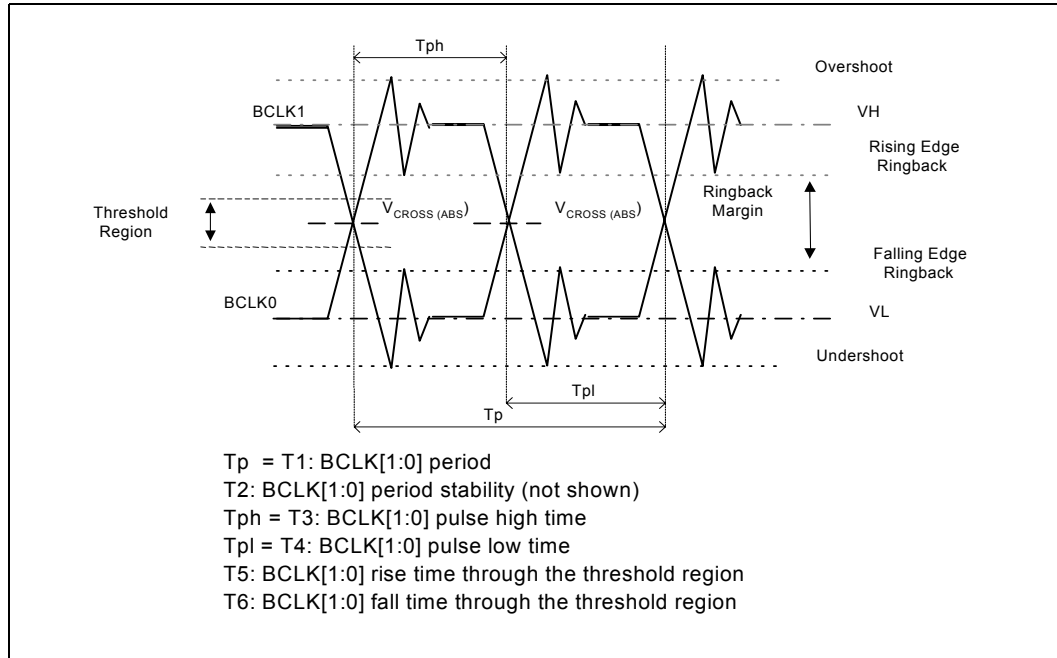 Tph
Overshoot
BCLK1
VH
Rising Edge
Ringback
Threshold
Region
VCROSS (ABS)
VCROSS (ABS)
Ringback
Margin
Falling Edge
Ringback
BCLK0
VL
Undershoot
Tpl
Tp
Tp = T1: BCLK[1:0] period
T2: BCLK[1:0] period stability (not shown)
Tph = T3: BCLK[1:0] pulse high time
Tpl = T4: BCLK[1:0] pulse low time
T5: BCLK[1:0] rise time through the threshold region
T6: BCLK[1:0] fall time through the threshold region